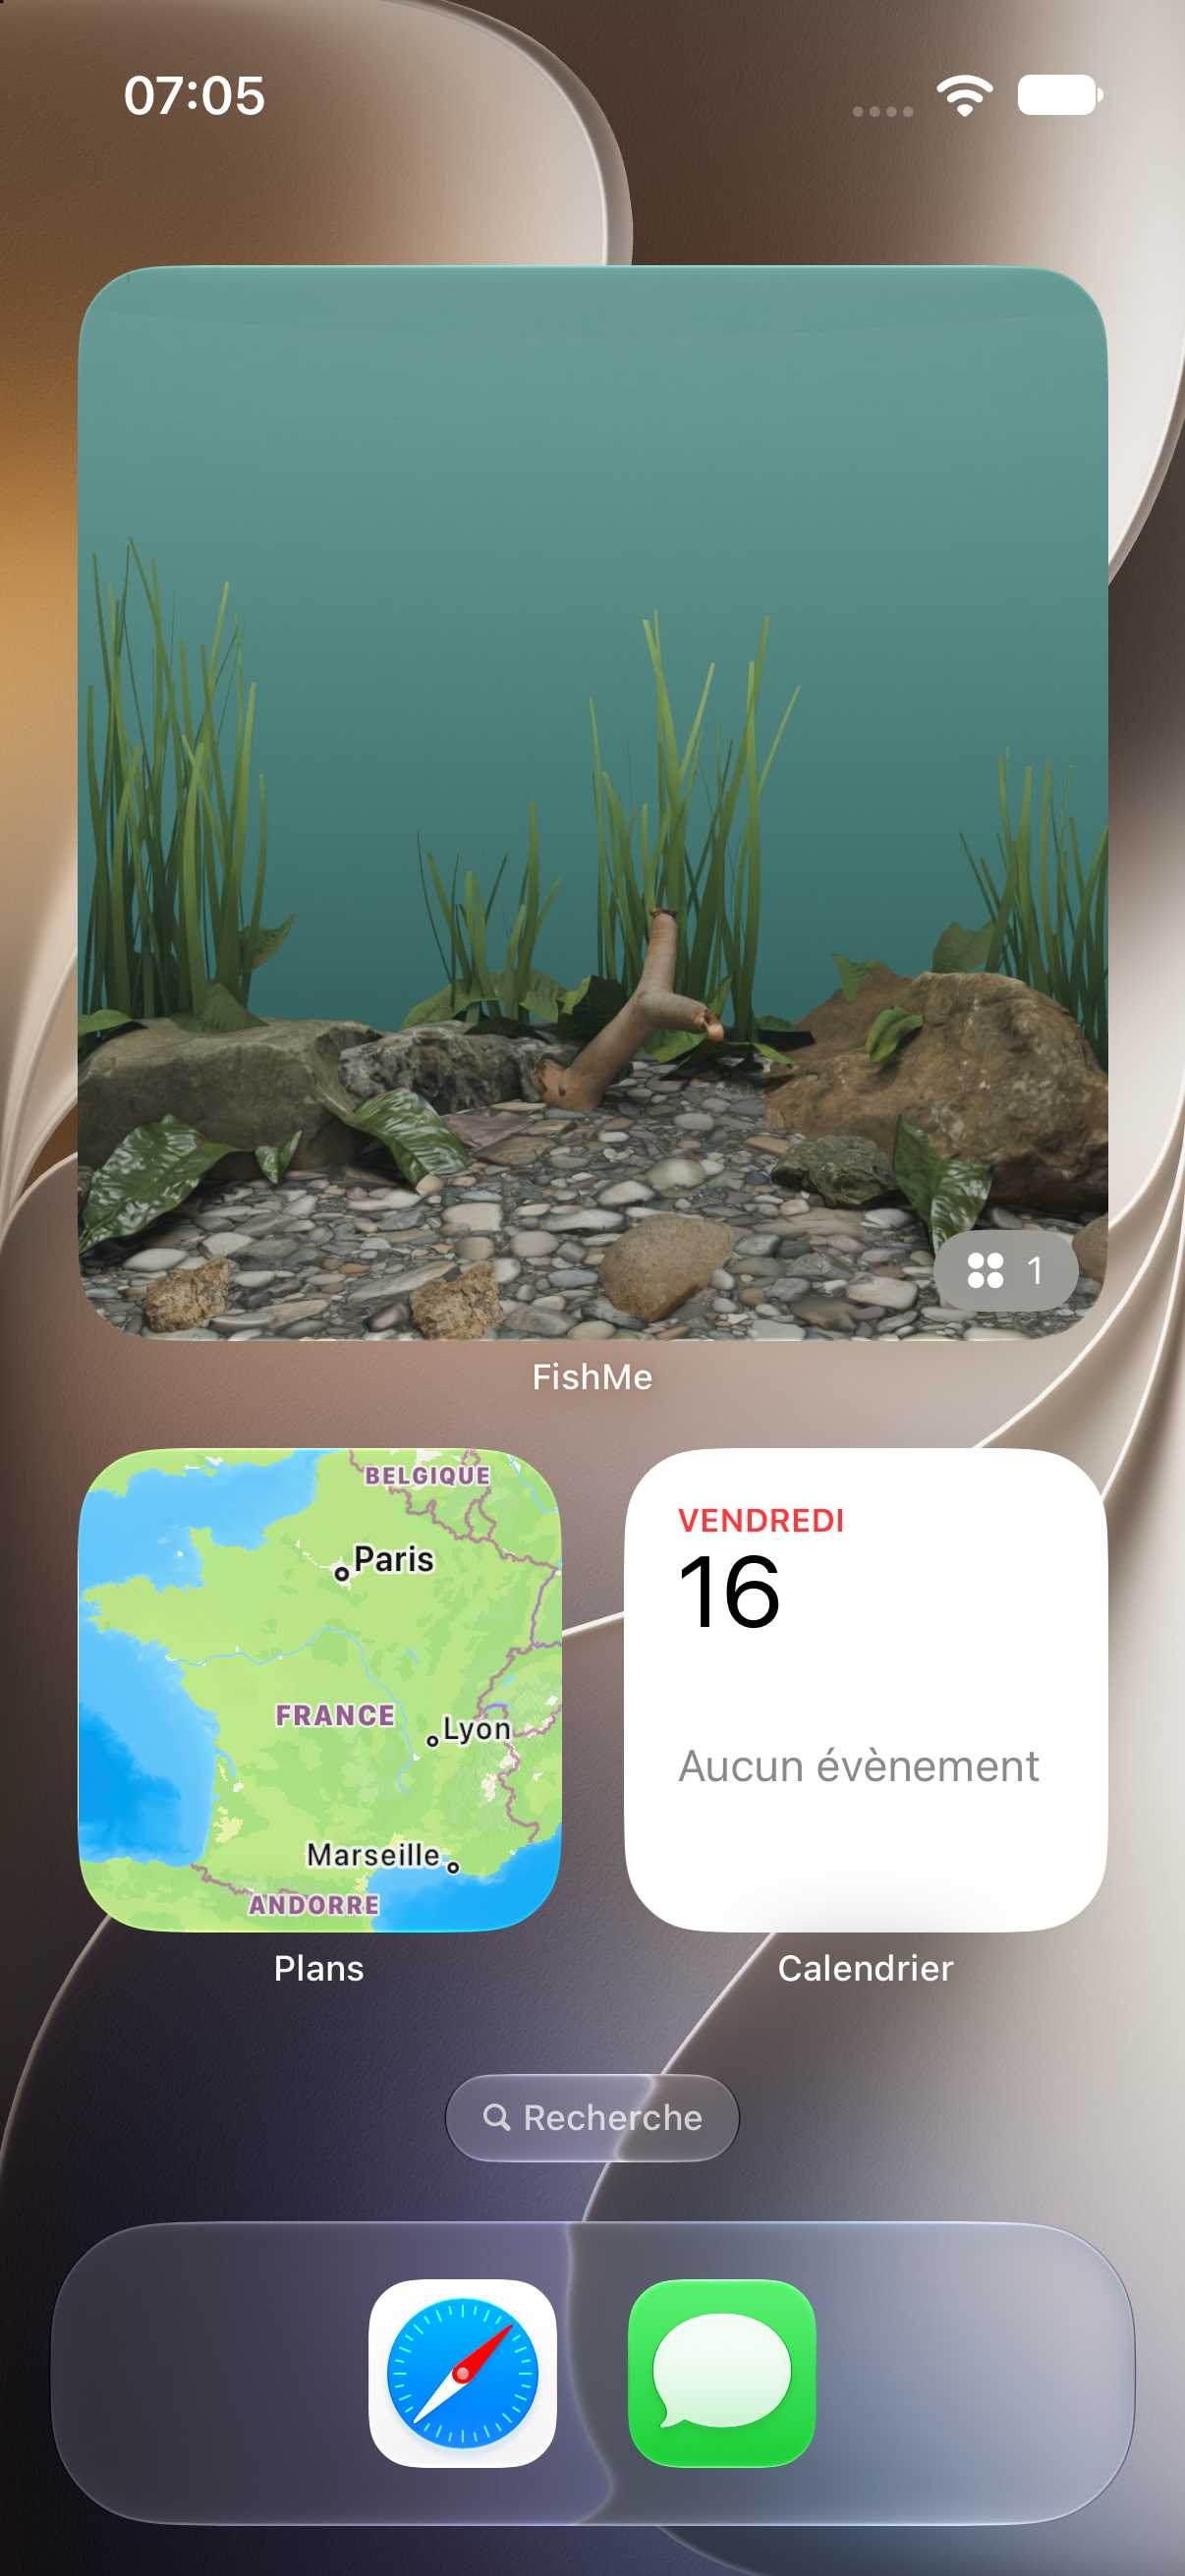 07:05
1
FishMe
BELGIQUE
Paris
FRANCE
Lyon
Marseille
ANDORRE
VENDREDI
16
Aucun évènement
Plans
Calendrier
Recherche